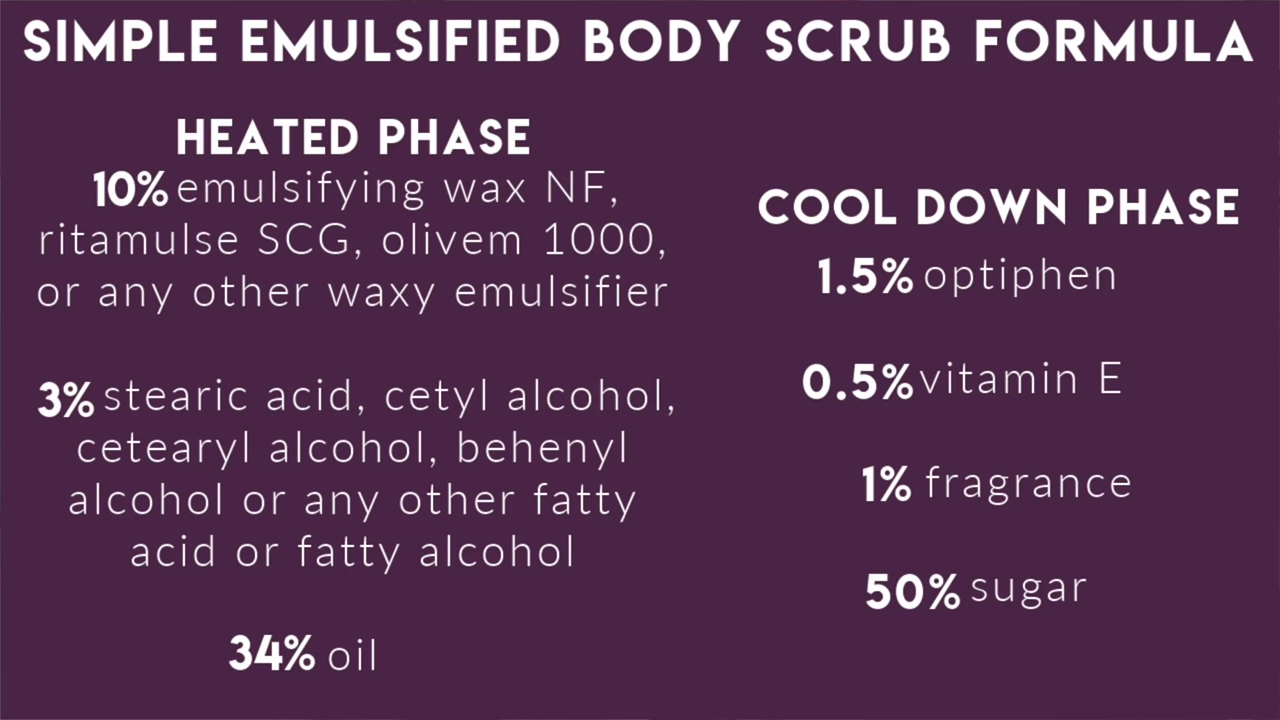 SIMPLE EMULSIFIED BODY SCRUB FORMULA
HEATED PHASE
10% emulsifying wax NF,
ritamulse SCG, olivem 1000,
or any other waxy emulsifier
3% stearic acid, cetyl alcohol,
cetearyl alcohol, behenyl
alcohol or any other fatty
acid or fatty alcohol
34% oil
COOL DOWN PHASE
1.5% optiphen
0.5% vitamin E
1% fragrance
50% sugar